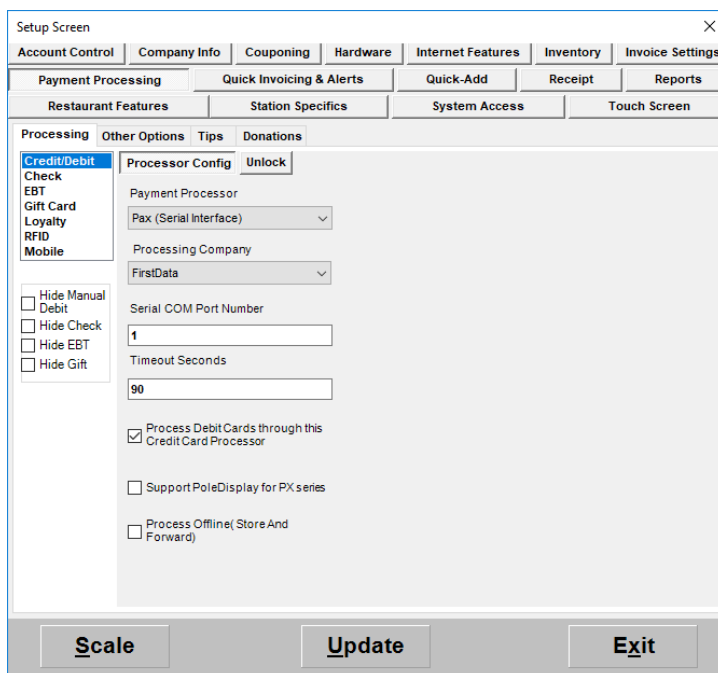 Setup Screen
Account Control Company Info Couponing Hardware Internet Features Inventory Invoice Settings
Payment Processing Quick Invoicing & Alerts Quick-Add Receipt Reports
Restaurant Features Station Specifics System Access Touch Screen
Processing Other Options Tips Donations
Credit/Debit
Check
EBT
Gift Card
Loyalty
RFID
Mobile
Hide Manual
Debit
Hide Check
Hide EBT
Hide Gift
Processor Config Unlock
Payment Processor
Pax (Serial Interface)
Processing Company
FirstData
Serial COM Port Number
1
Timeout Seconds
90
Process Debit Cards through this
Credit Card Processor
Support PoleDisplay for PX series
Process Offline( Store And
Forward)
Scale Update Exit